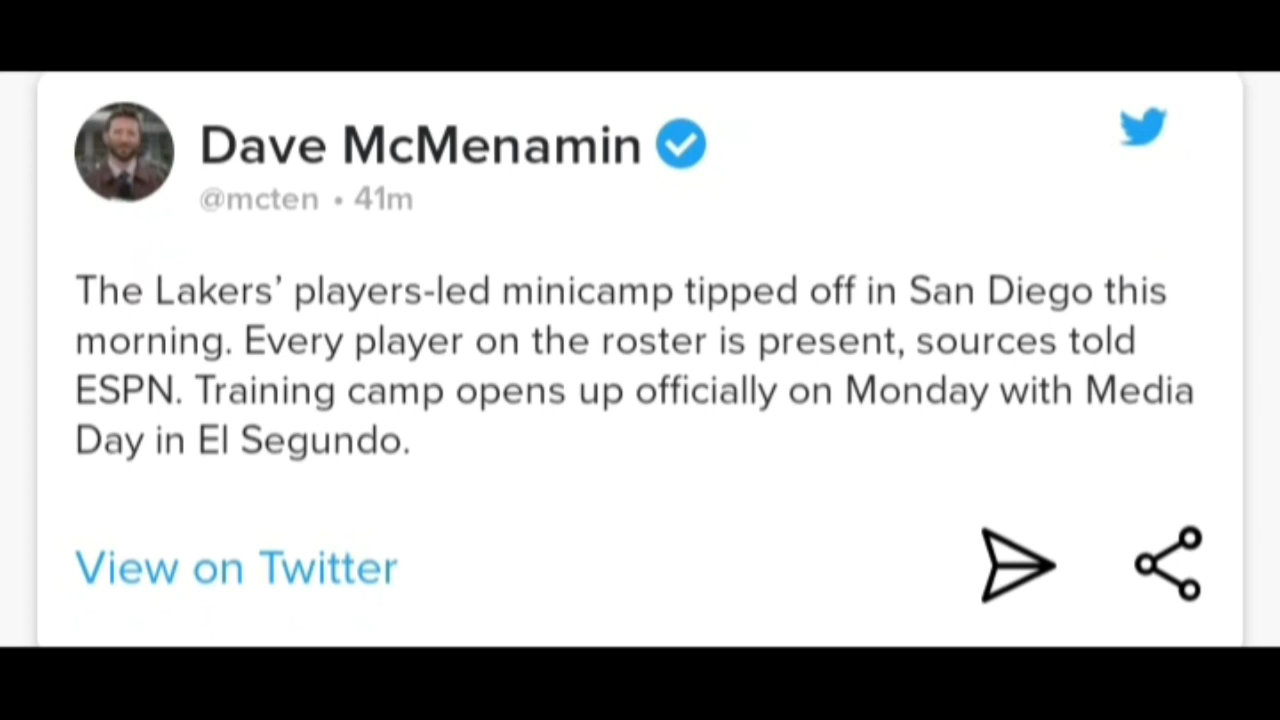 Dave McMenamin
@mcten • 41m
The Lakers’ players-led minicamp tipped off in San Diego this
morning. Every player on the roster is present, sources told
ESPN. Training camp opens up officially on Monday with Media
Day in El Segundo.
View on Twitter